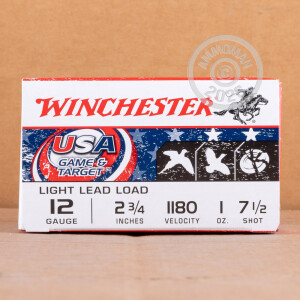 WINCHESTER
USA
GAME &
TARGET
LIGHT LEAD LOAD
12 2 3/4 1180 1 7 1/2
GAUGE INCHES VELOCITY OZ. SHOT